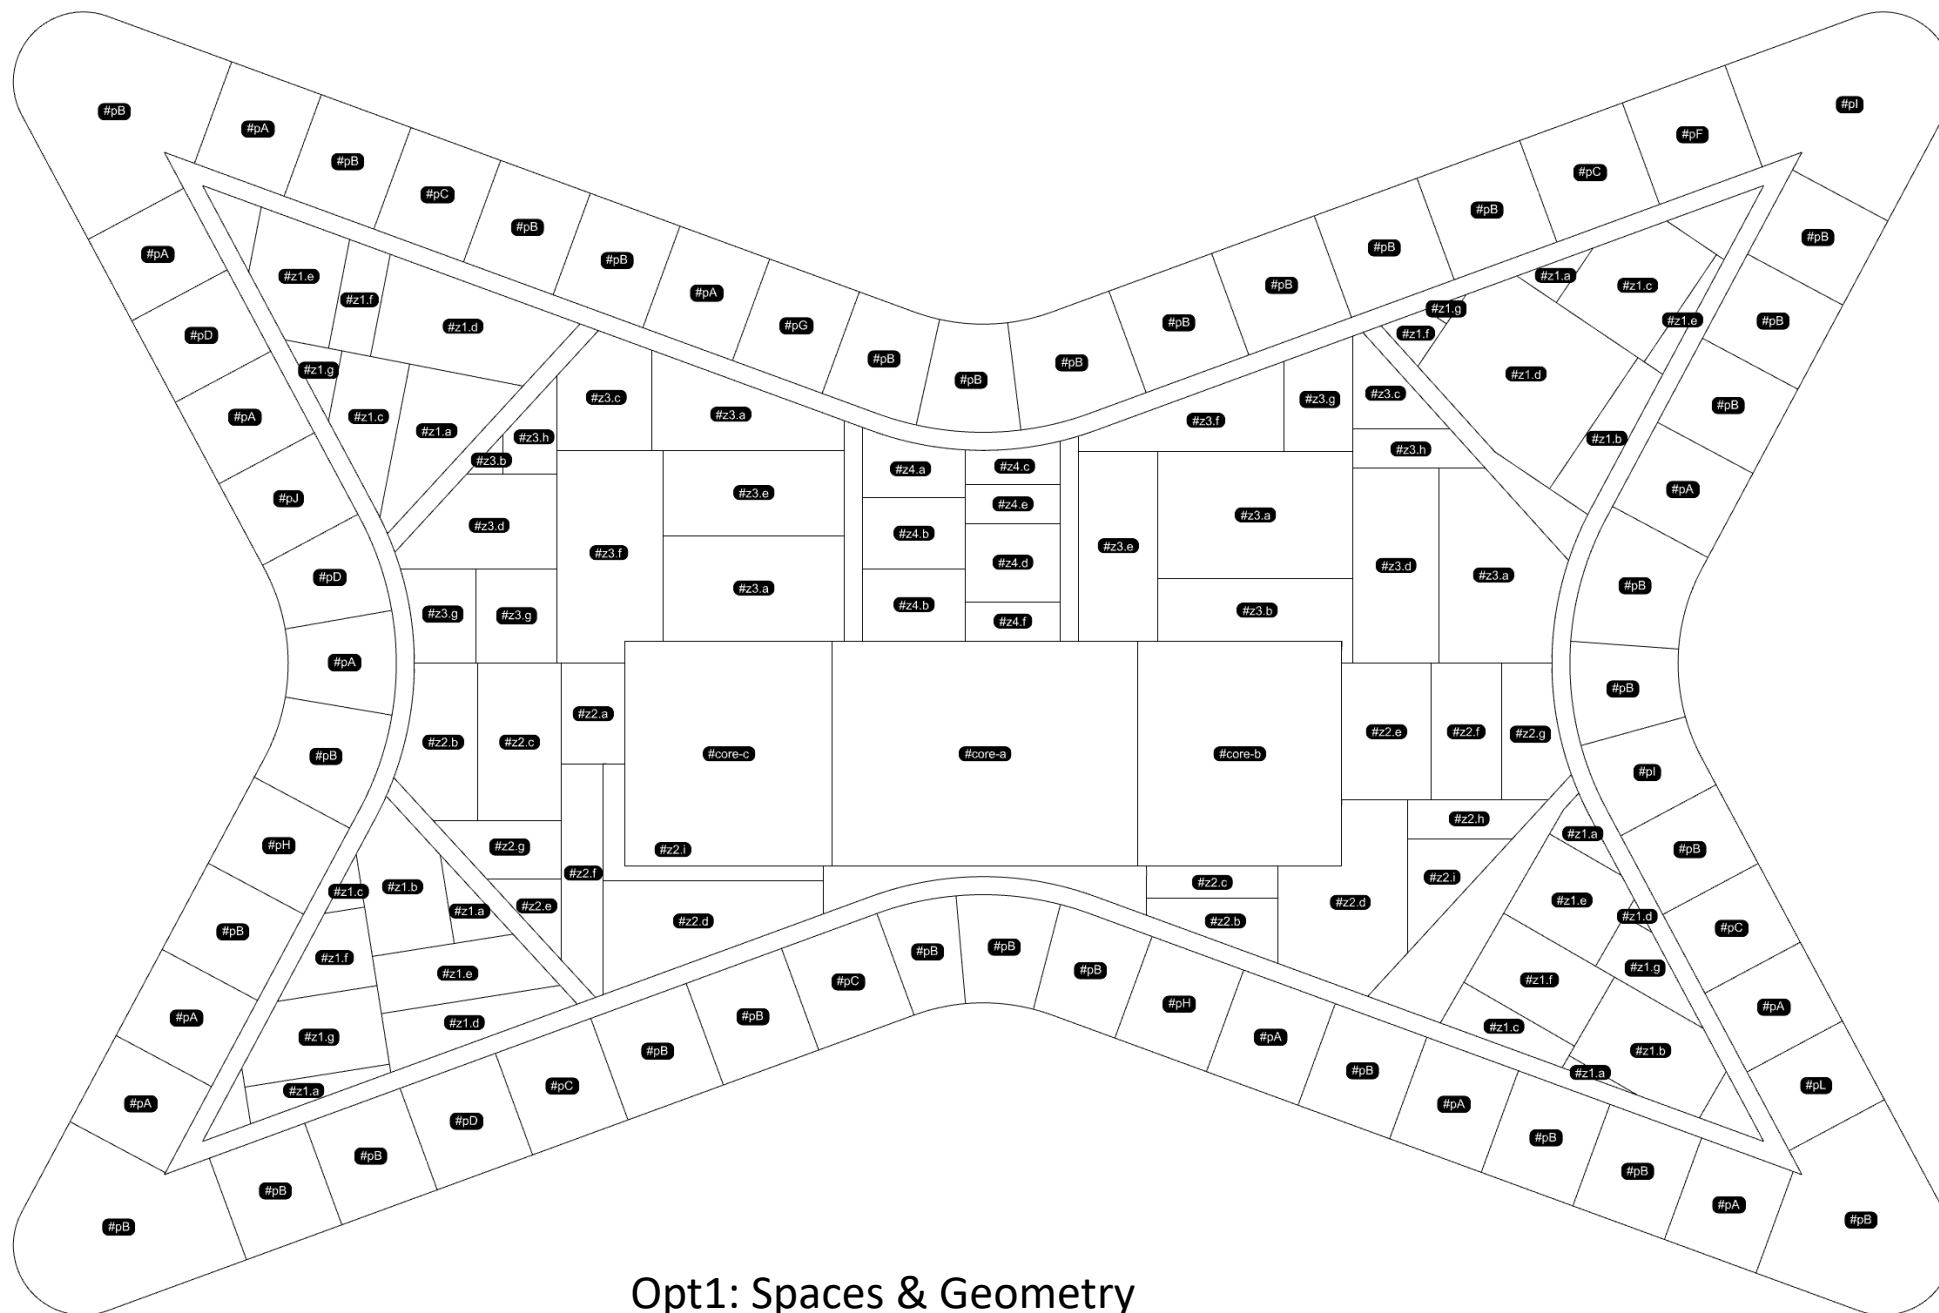 #pB
#pI
#pA
#pF
#pB
#pC
#pC
#pB
#pB
#pB
#pB
#pB
#pA
#pB
#z1.e
#z1.a
#z1.c
#pB
#pA
#z1.f
#z1.g
#z1.e
#pB
#pB
#pG
#z1.d
#z1.f
#pD
#pB
#pB
#pB
#z1.g
#z1.d
#pB
#z3.c
#z3.c
#pB
#pA
#z1.c
#z3.a
#z3.f
#z3.g
#z1.a
#z3.h
#z1.b
#z3.h
#z3.b
#z4.a
#z4.c
#pJ
#z3.e
#pA
#z4.e
#z3.d
#z3.a
#z4.b
#z3.f
#z3.e
#z4.d
#z3.d
#z3.a
#pD
#z3.a
#pB
#z4.b
#z3.g
#z3.g
#z3.b
#z4.f
#pA
#pB
#z2.a
#z2.b
#z2.c
#z2.e
#z2.f
#z2.g
#pB
#core-c
#core-a
#core-b
#pI
#z2.h
#z1.a
#pH
#z2.g
#z2.i
#pB
#z2.f
#z2.i
#z1.c
#z1.b
#z2.c
#z1.e
#z1.a
#z2.e
#z2.d
#z2.b
#z2.d
#z1.d
#pB
#pB
#pB
#pC
#z1.f
#z1.e
#pB
#z1.g
#pC
#z1.f
#pA
#pB
#pH
#pA
#z1.d
#z1.c
#z1.g
#pA
#pB
#z1.b
#pB
#z1.a
#pC
#z1.a
#pL
#pA
#pA
#pD
#pB
#pB
#pB
#pB
#pA
#pB
#pB
Opt1: Spaces & Geometry